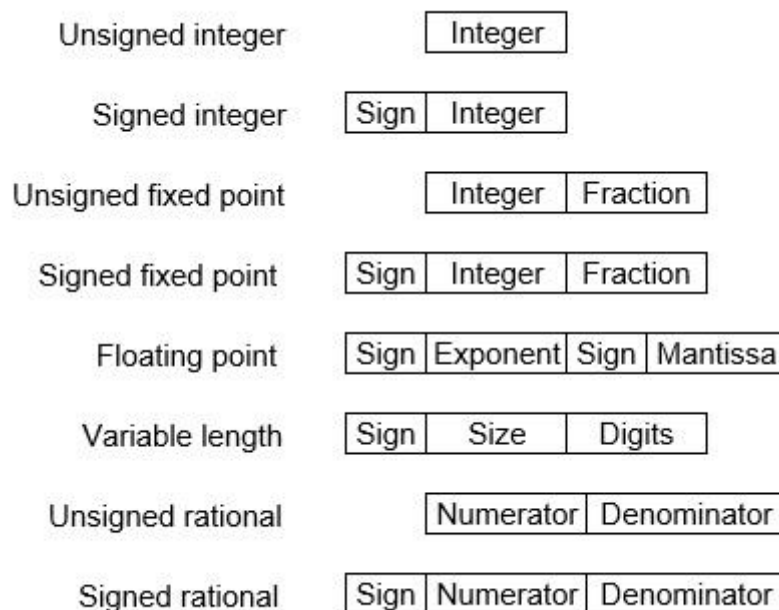 Unsigned integer Integer
Signed integer Sign Integer
Unsigned fixed point Integer Fraction
Signed fixed point Sign Integer Fraction
Floating point Sign Exponent Sign Mantissa
Variable length Sign Size Digits
Unsigned rational Numerator Denominator
Signed rational Sign Numerator Denominator